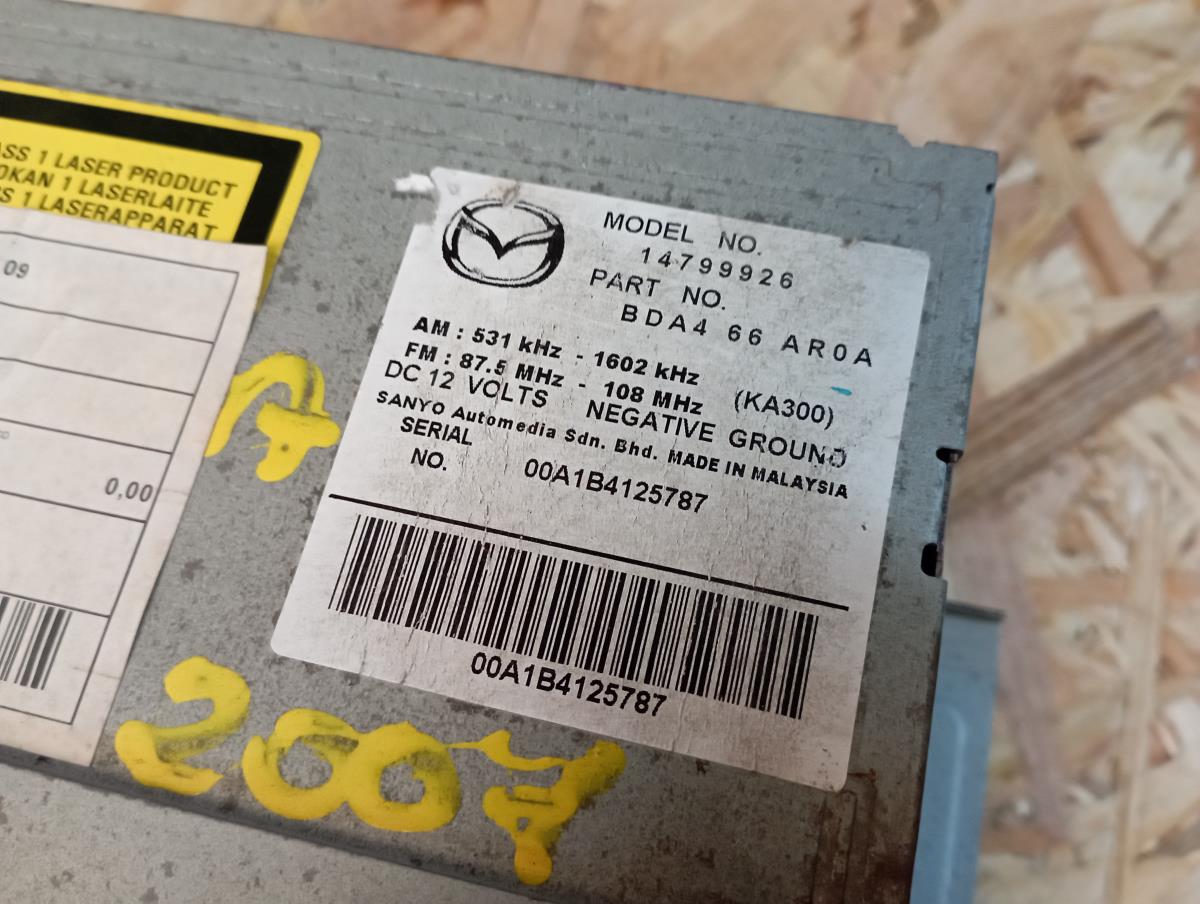 ASS 1 LASER PRODUCT
OKAN 1 LASERLAITE
S 1 LASERAPPARAT
09
0,00
MODEL NO.
14799926
PART NO.
BDA4 66 AR0A
AM : 531 kHz - 1602 kHz
FM : 87.5 MHz - 108 MHz (KA300)
DC 12 VOLTS NEGATIVE GROUND
SANYO Automedia Sdn. Bhd. MADE IN MALAYSIA
SERIAL
NO. 00A1B4125787
00A1B4125787
2007